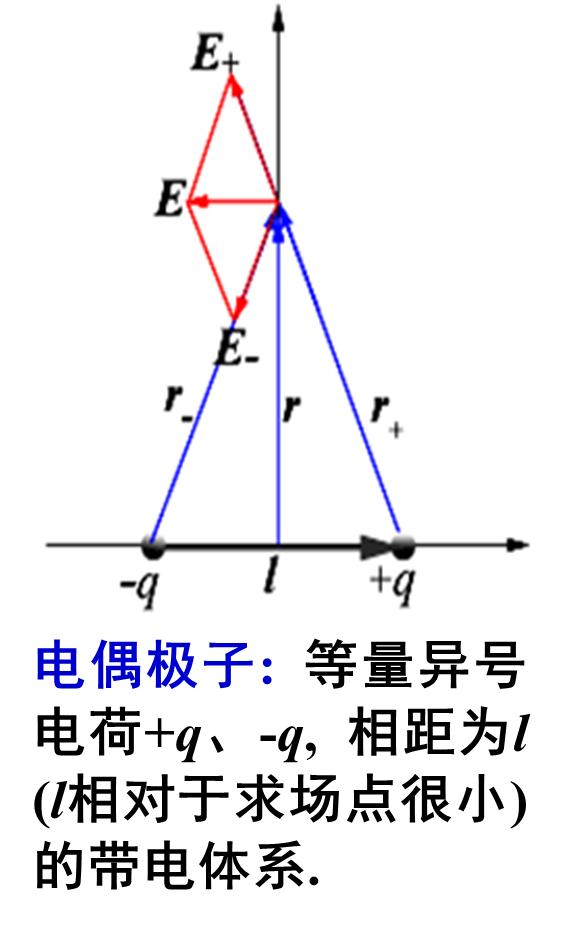 E+
E
E-
r-
r
r+
-q
l
+q
电偶极子: 等量异号
电荷+q、-q, 相距为l
(l相对于求场点很小)
的带电体系.